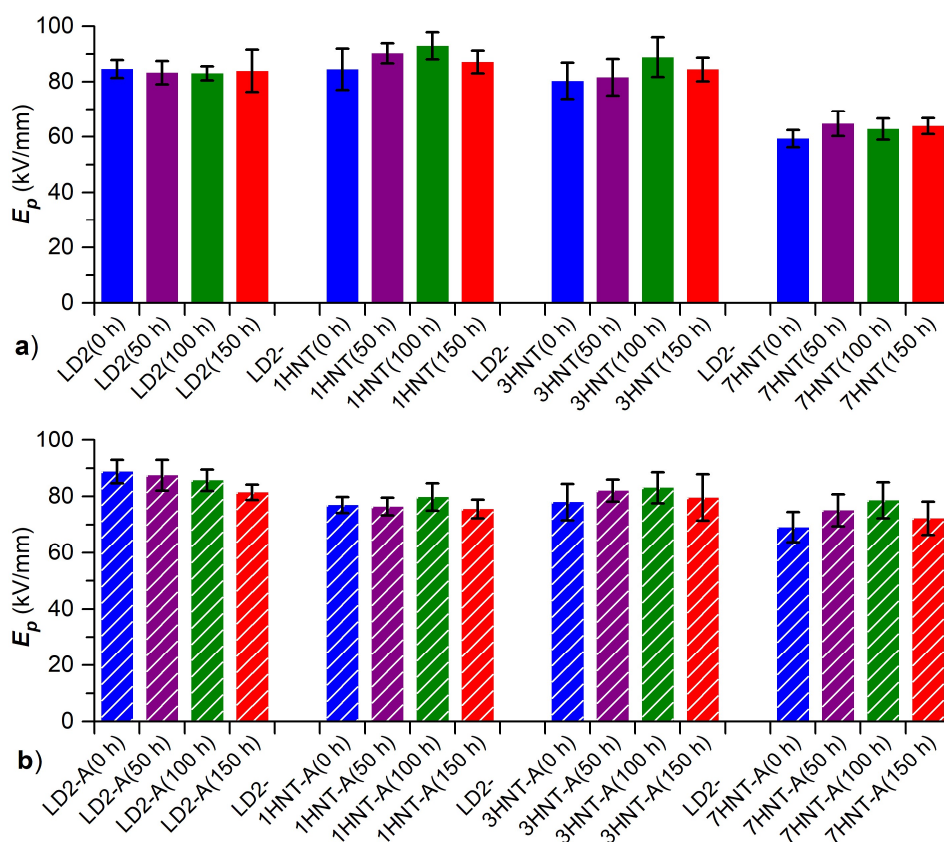 100
80
60
40
20
0
E_p (kV/mm)
LD2(0 h)
LD2(50 h)
LD2(100 h)
LD2(150 h)
LD2-
1HNT(0 h)
1HNT(50 h)
1HNT(100 h)
1HNT(150 h)
LD2-
3HNT(0 h)
3HNT(50 h)
3HNT(100 h)
3HNT(150 h)
LD2-
7HNT(0 h)
7HNT(50 h)
7HNT(100 h)
7HNT(150 h)
a)
100
80
60
40
20
0
E_p (kV/mm)
LD2-A(0 h)
LD2-A(50 h)
LD2-A(100 h)
LD2-A(150 h)
LD2-
1HNT-A(0 h)
1HNT-A(50 h)
1HNT-A(100 h)
1HNT-A(150 h)
LD2-
3HNT-A(0 h)
3HNT-A(50 h)
3HNT-A(100 h)
3HNT-A(150 h)
LD2-
7HNT-A(0 h)
7HNT-A(50 h)
7HNT-A(100 h)
7HNT-A(150 h)
b)